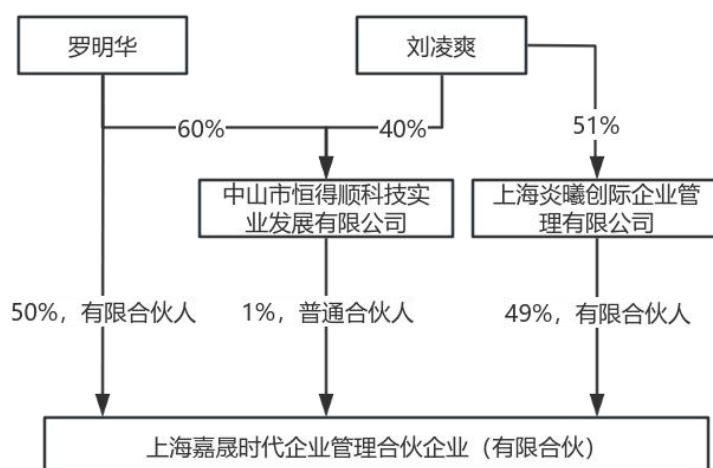 罗明华
刘凌爽
60%
40%
51%
中山市恒得顺科技实
业发展有限公司
上海炎曦创际企业管
理有限公司
50%，有限合伙人
1%，普通合伙人
49%，有限合伙人
上海嘉晟时代企业管理合伙企业（有限合伙）